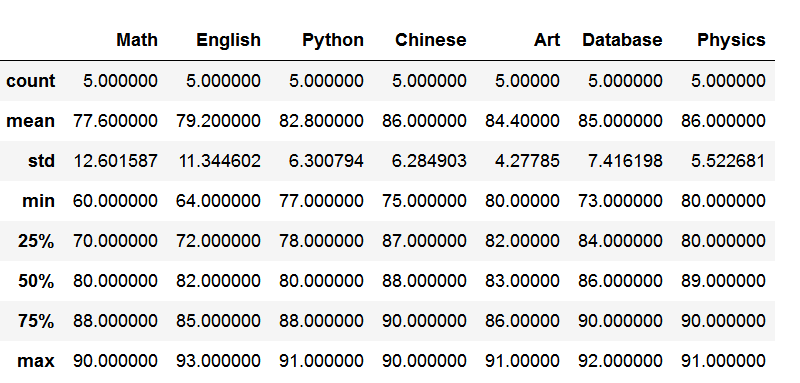 Math English Python Chinese Art Database Physics
count 5.000000 5.000000 5.000000 5.000000 5.00000 5.000000 5.000000
mean 77.600000 79.200000 82.800000 86.000000 84.40000 85.000000 86.000000
std 12.601587 11.344602 6.300794 6.284903 4.27785 7.416198 5.522681
min 60.000000 64.000000 77.000000 75.000000 80.00000 73.000000 80.000000
25% 70.000000 72.000000 78.000000 87.000000 82.00000 84.000000 80.000000
50% 80.000000 82.000000 80.000000 88.000000 83.00000 86.000000 89.000000
75% 88.000000 85.000000 88.000000 90.000000 86.00000 90.000000 90.000000
max 90.000000 93.000000 91.000000 90.000000 91.00000 92.000000 91.000000